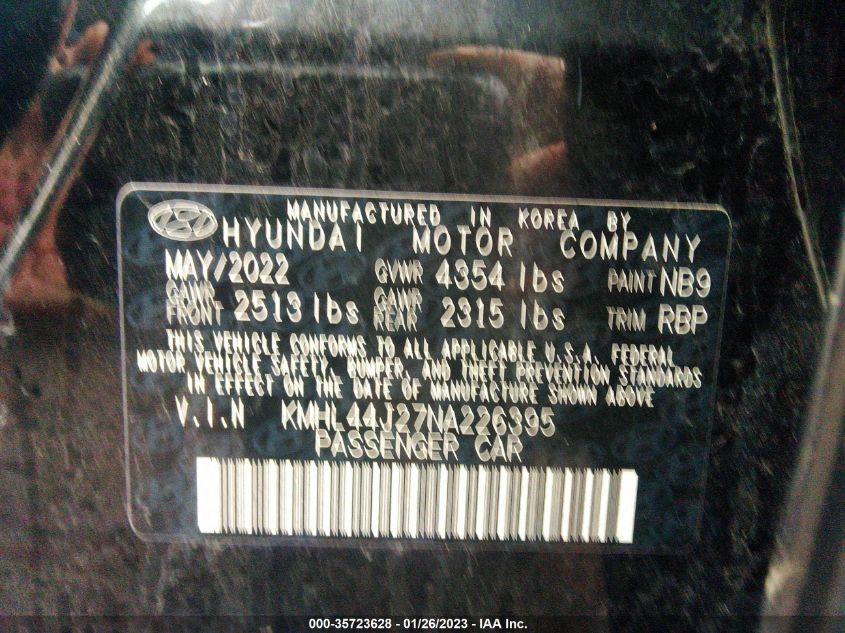 MANUFACTURED IN KOREA BY
HYUNDAI MOTOR COMPANY
MAY/2022 GVWR 4354 lbs PAINT NB9
GAWR FRONT 2513 lbs GAWR REAR 2315 lbs TRIM RBP
THIS VEHICLE CONFORMS TO ALL APPLICABLE U.S.A. FEDERAL
MOTOR VEHICLE SAFETY, BUMPER, AND THEFT PREVENTION STANDARDS
IN EFFECT ON THE DATE OF MANUFACTURE SHOWN ABOVE
V.I.N KMHL44J27NA226395
PASSENGER CAR
000-35723628 - 01/26/2023 - IAA Inc.